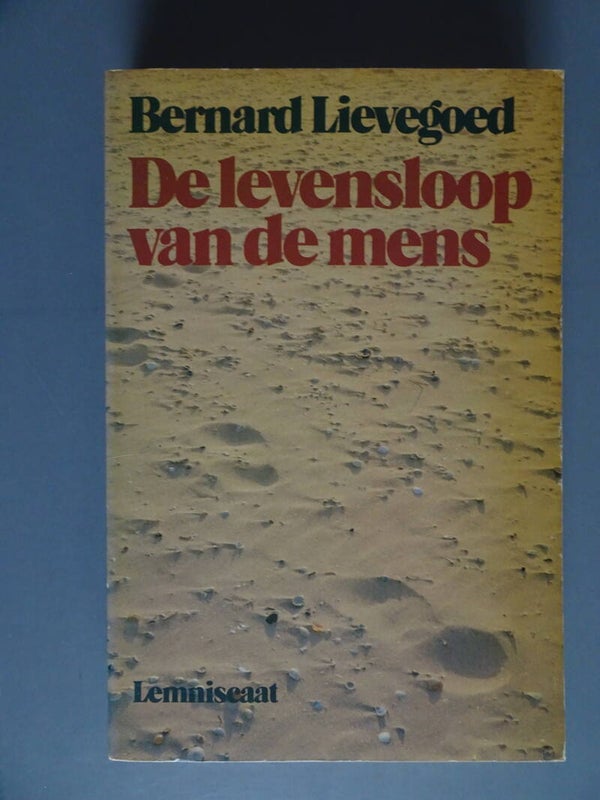 Bernard Lievegoed
De levensloop
van de mens
Lemniscaat